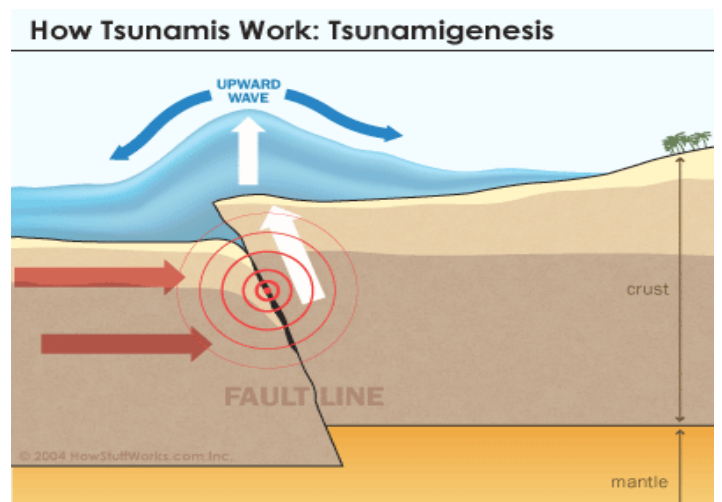 How Tsunamis Work: Tsunamigenesis
UPWARD
WAVE
crust
FAULT LINE
© 2004 HowStuffWorks.com.Inc.
mantle